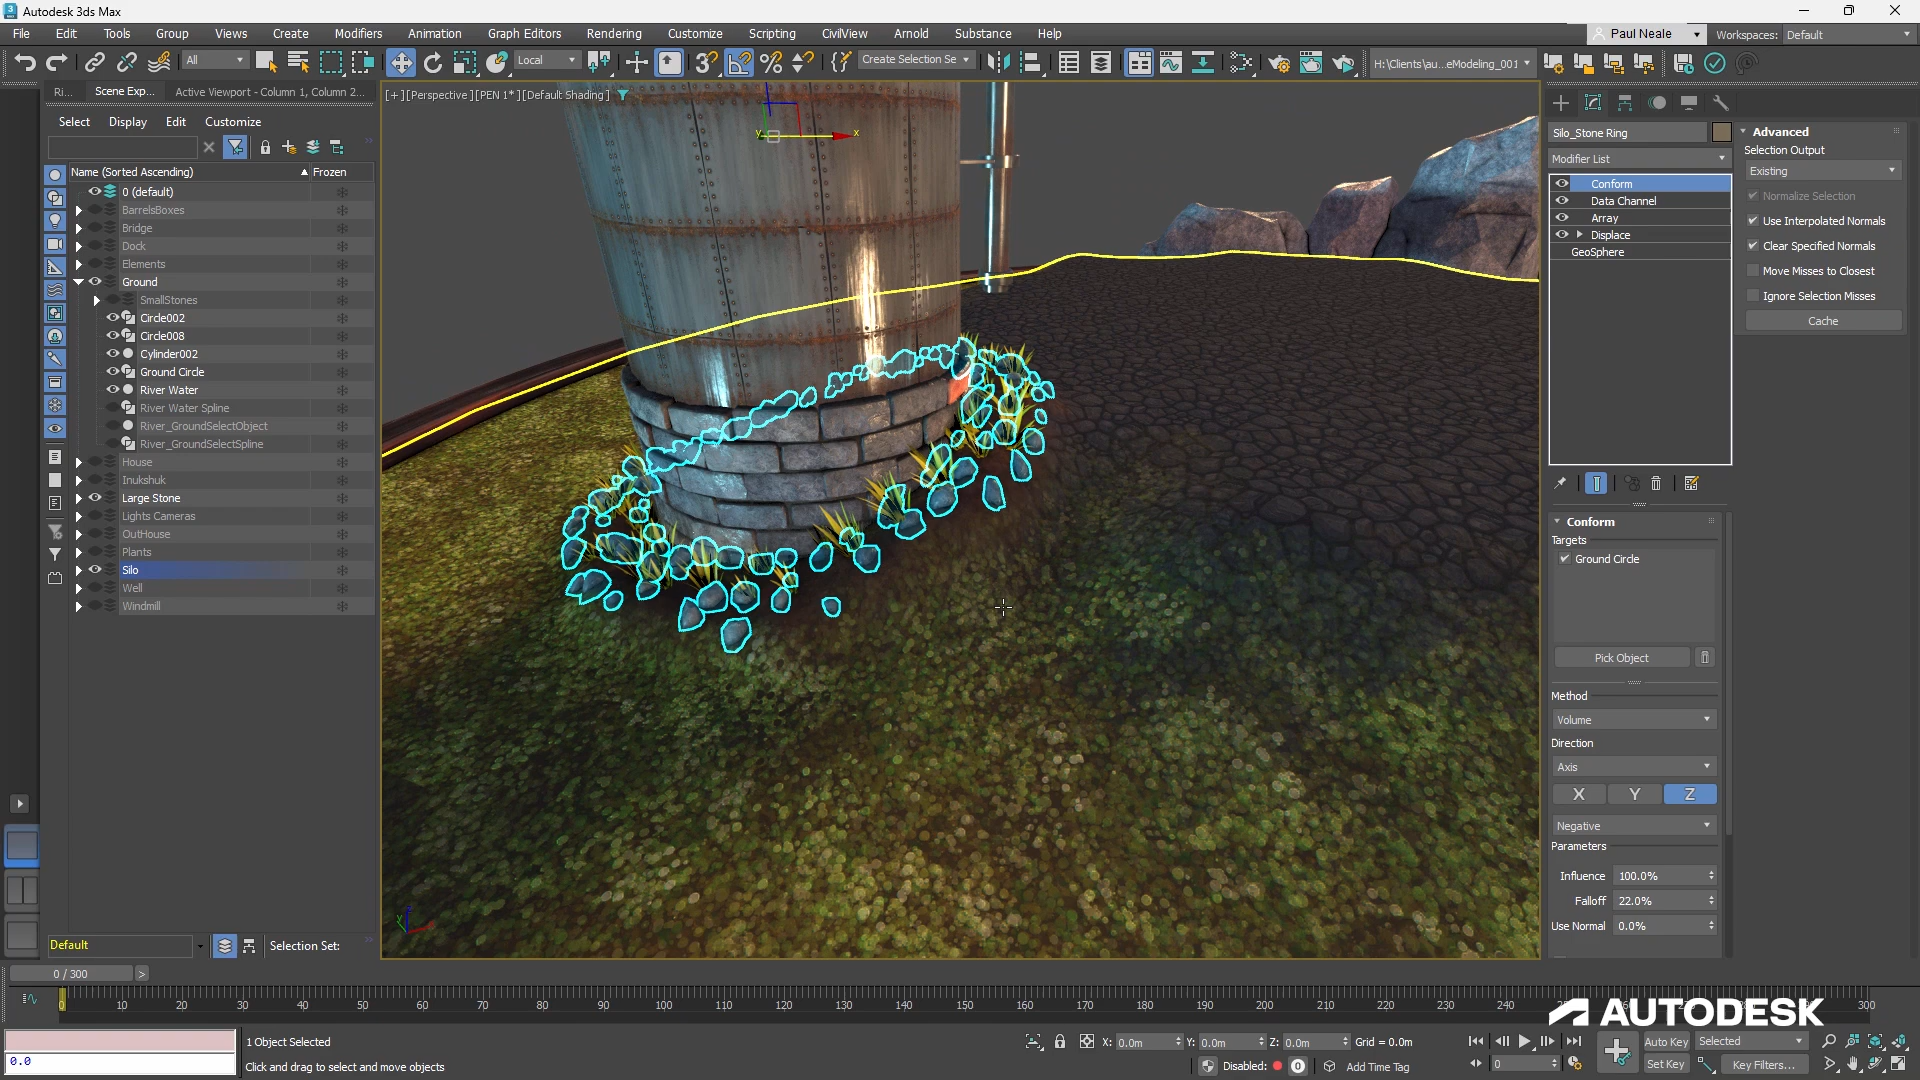 Autodesk 3ds Max
File Edit Tools Group Views Create Modifiers Animation Graph Editors Rendering Customize Scripting CivilView Arnold Substance Help
Paul Neale
Workspaces: Default
All
Local
Create Selection Se
H:\Clients\au...eModeling_001
Ri... Scene Exp... Active Viewport - Column 1, Column 2...
Select Display Edit Customize
Name (Sorted Ascending) Frozen
0 (default)
BarrelsBoxes
Bridge
Dock
Elements
Ground
SmallStones
Circle002
Circle008
Cylinder002
Ground Circle
River Water
River Water Spline
River_GroundSelectObject
River_GroundSelectSpline
House
Inukshuk
Large Stone
Lights Cameras
OutHouse
Plants
Silo
Well
Windmill
Default
Selection Set:
[+][Perspective][PEN 1*][Default Shading]
y x
Silo_Stone Ring
Modifier List
Conform
Data Channel
Array
Displace
GeoSphere
Conform
Targets
Ground Circle
Pick Object
Method
Volume
Direction
Axis
X Y Z
Negative
Parameters
Influence 100.0%
Falloff 22.0%
Use Normal 0.0%
Advanced
Selection Output
Existing
Normalize Selection
Use Interpolated Normals
Clear Specified Normals
Move Misses to Closest
Ignore Selection Misses
Cache
0 / 300
>
0 10 20 30 40 50 60 70 80 90 100 110 120 130 140 150 160 170 180 190 200 210 220 230 240 300
AUTODESK
0.0
1 Object Selected
Click and drag to select and move objects
X: 0.0m Y: 0.0m Z: 0.0m Grid = 0.0m
Disabled: 0 Add Time Tag
0
Auto Key Selected
Set Key Key Filters...